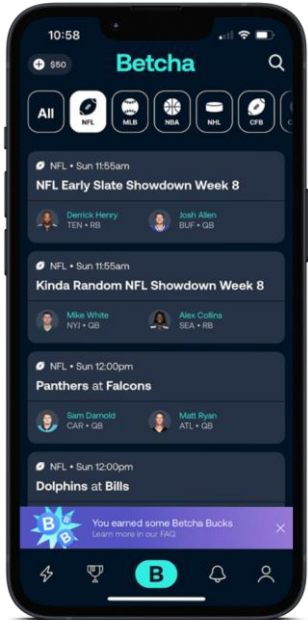 10:58
$50
Betcha
All
NFL
MLB
NBA
NHL
CFB
NFL • Sun 11:55am
NFL Early Slate Showdown Week 8
Derrick Henry
TEN • RB
Josh Allen
BUF • QB
NFL • Sun 11:55am
Kinda Random NFL Showdown Week 8
Mike White
NYJ • QB
Alex Collins
SEA • RB
NFL • Sun 12:00pm
Panthers at Falcons
Sam Darnold
CAR • QB
Matt Ryan
ATL • QB
NFL • Sun 12:00pm
Dolphins at Bills
B
B
You earned some Betcha Bucks
Learn more in our FAQ
B